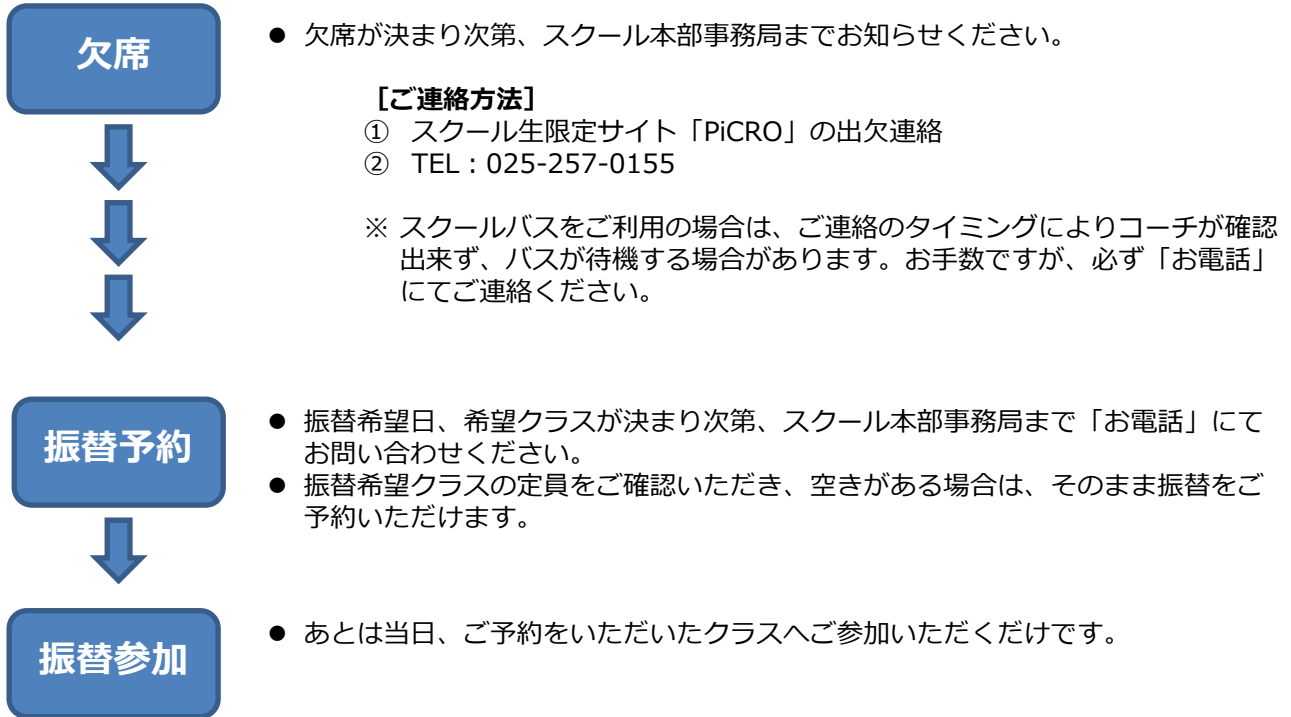 欠席
● 欠席が決まり次第、スクール本部事務局までお知らせください。
［ご連絡方法］
① スクール生限定サイト「PiCRO」の出欠連絡
② TEL：025-257-0155
※ スクールバスをご利用の場合は、ご連絡のタイミングによりコーチが確認
出来ず、バスが待機する場合があります。お手数ですが、必ず「お電話」
にてご連絡ください。
振替予約
● 振替希望日、希望クラスが決まり次第、スクール本部事務局まで「お電話」にて
お問い合わせください。
● 振替希望クラスの定員をご確認いただき、空きがある場合は、そのまま振替をご
予約いただけます。
振替参加
● あとは当日、ご予約をいただいたクラスへご参加いただくだけです。